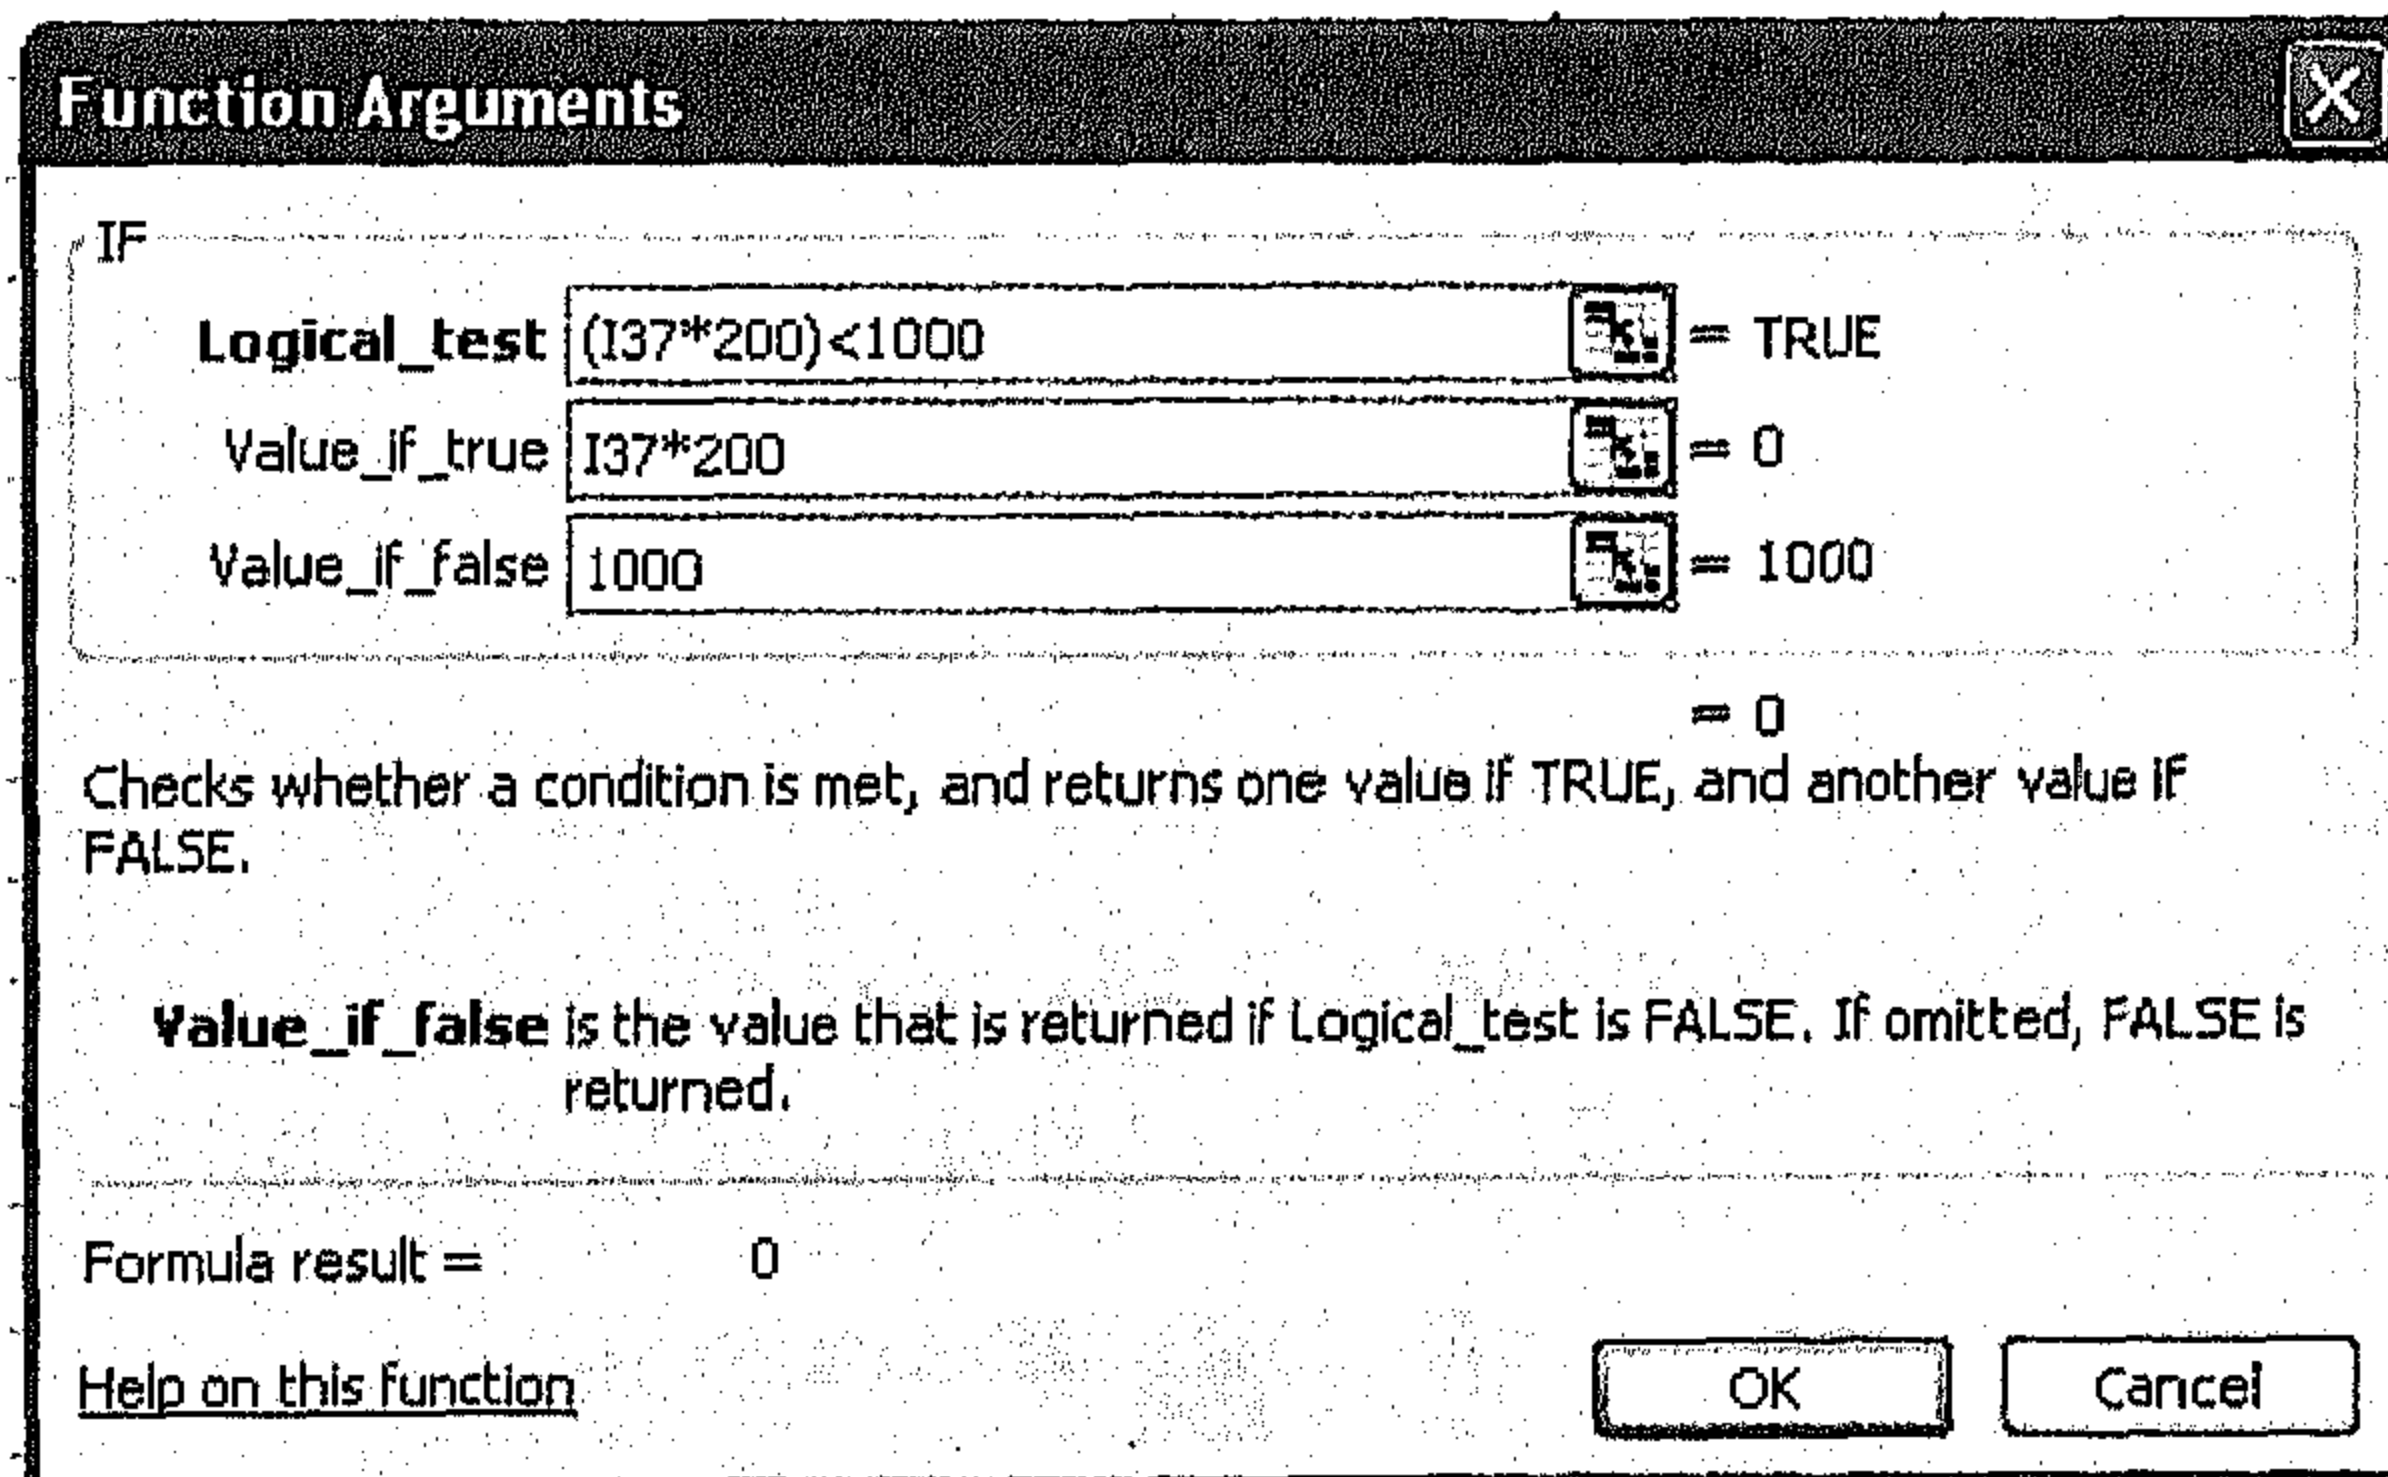 Function Arguments
IF
Logical_test (I37*200)<1000 = TRUE
Value_if_true I37*200 = 0
Value_if_false 1000 = 1000
= 0
Checks whether a condition is met, and returns one value if TRUE, and another value if
FALSE.
Value_if_false is the value that is returned if Logical_test is FALSE. If omitted, FALSE is
returned.
Formula result = 0
Help on this function
OK Cancel